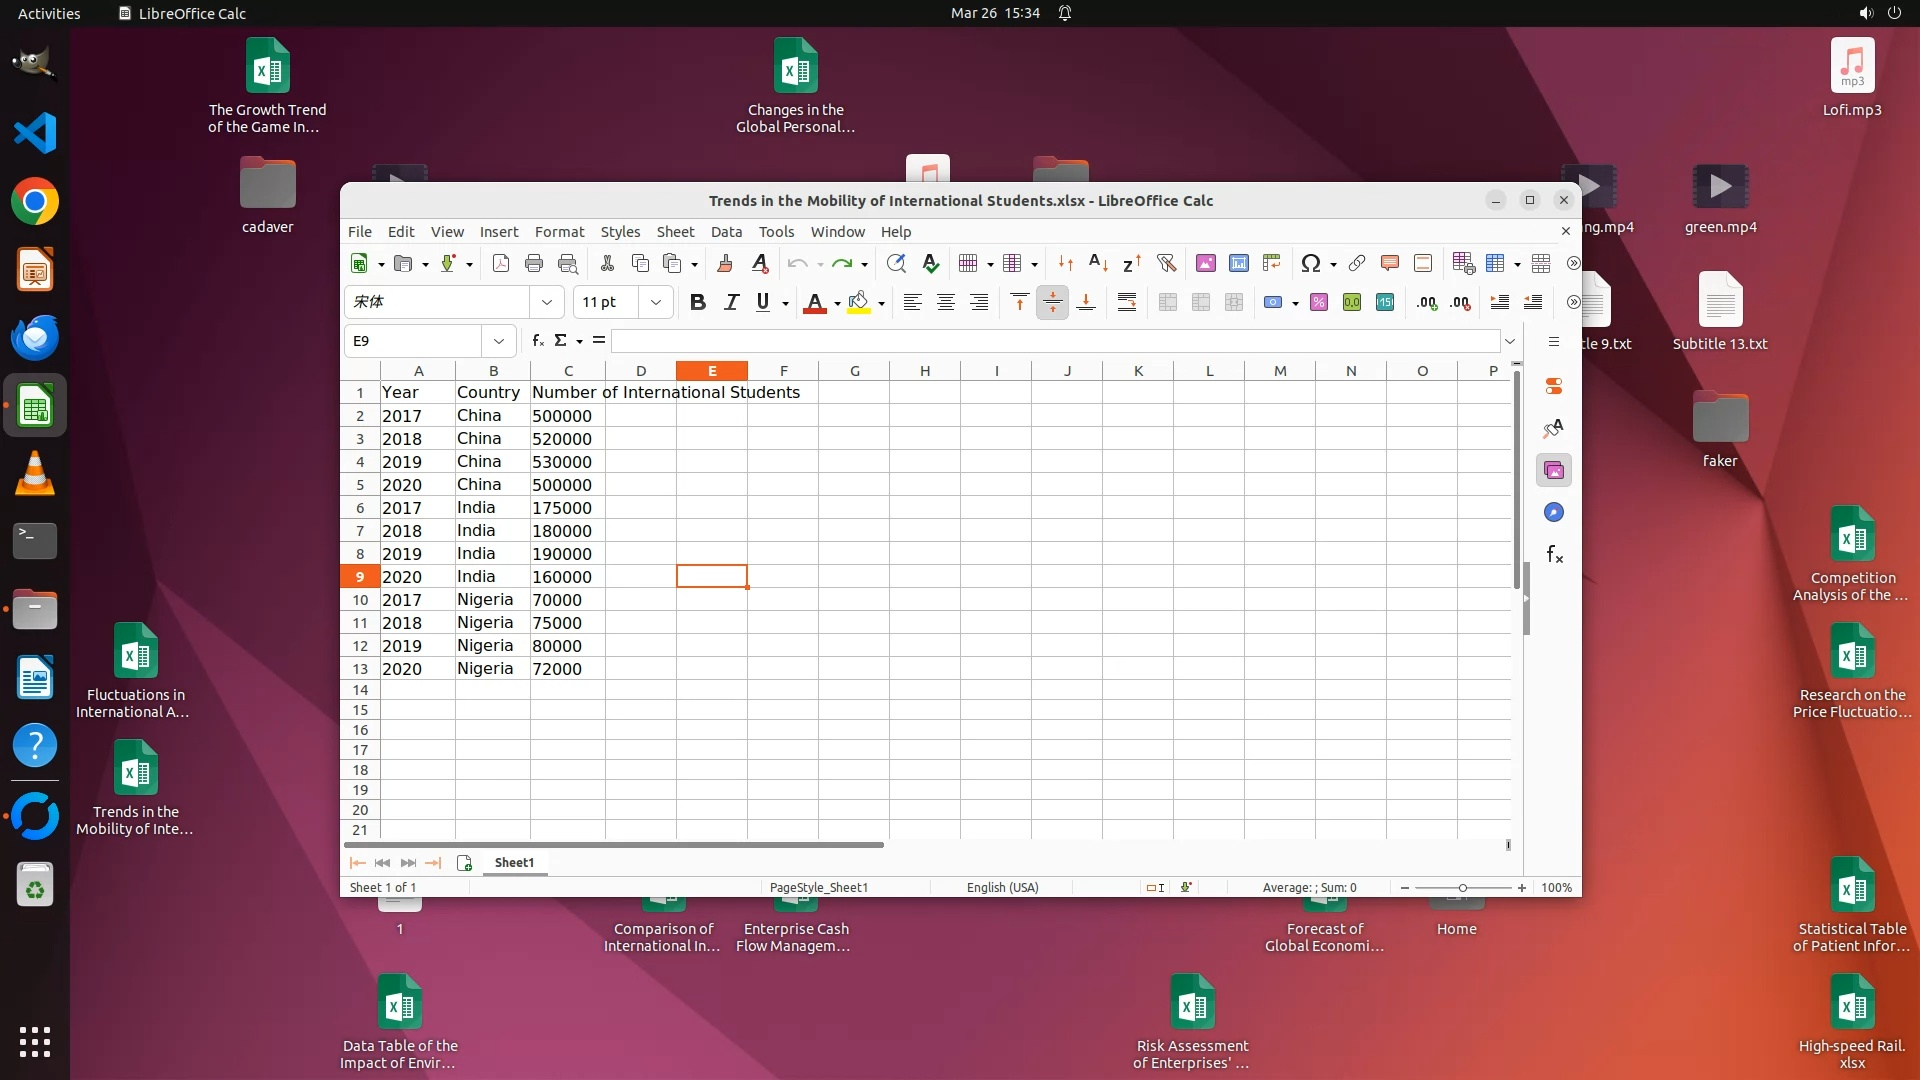 Activities LibreOffice Calc Mar 26 15:34
The Growth Trend
of the Game In...
Changes in the
Global Personal...
mp3
Lofi.mp3
cadaver
green.mp4
Trends in the Mobility of International Students.xlsx - LibreOffice Calc
File Edit View Insert Format Styles Sheet Data Tools Window Help
宋体 11 pt
E9
A B C D E F G H I J K L M N O P
1 Year Country Number of International Students
2 2017 China 500000
3 2018 China 520000
4 2019 China 530000
5 2020 China 500000
6 2017 India 175000
7 2018 India 180000
8 2019 India 190000
9 2020 India 160000
10 2017 Nigeria 70000
11 2018 Nigeria 75000
12 2019 Nigeria 80000
13 2020 Nigeria 72000
14
15
16
17
18
19
20
21
Sheet1
Sheet 1 of 1 PageStyle_Sheet1 English (USA) Average: ; Sum: 0 100%
ng.mp4
tle 9.txt
Subtitle 13.txt
faker
Competition
Analysis of the ...
Fluctuations in
International A...
Research on the
Price Fluctuatio...
Trends in the
Mobility of Inte...
1
Comparison of
International In...
Enterprise Cash
Flow Managem...
Forecast of
Global Economi...
Home
Statistical Table
of Patient Infor...
Data Table of the
Impact of Envir...
Risk Assessment
of Enterprises' ...
High-speed Rail.
xlsx